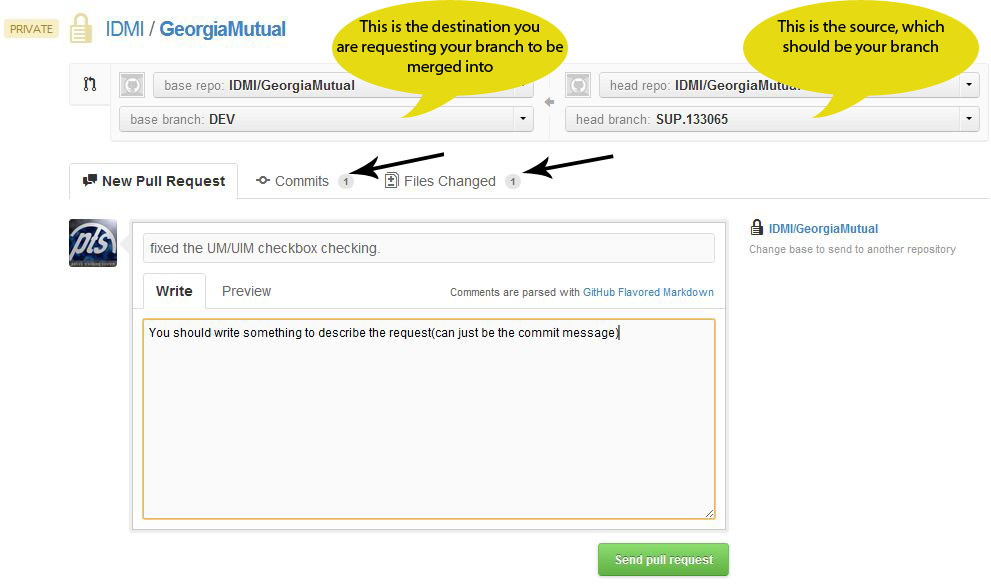 PRIVATE
IDMI / GeorgiaMutual
This is the destination you
are requesting your branch to be
merged into
This is the source, which
should be your branch
base repo: IDMI/GeorgiaMutual
head repo: IDMI/GeorgiaMutual
base branch: DEV
head branch: SUP.133065
New Pull Request
Commits 1
Files Changed 1
pts
fixed the UM/UIM checkbox checking.
IDMI/GeorgiaMutual
Change base to send to another repository
Write
Preview
Comments are parsed with GitHub Flavored Markdown
You should write something to describe the request(can just be the commit message)
Send pull request